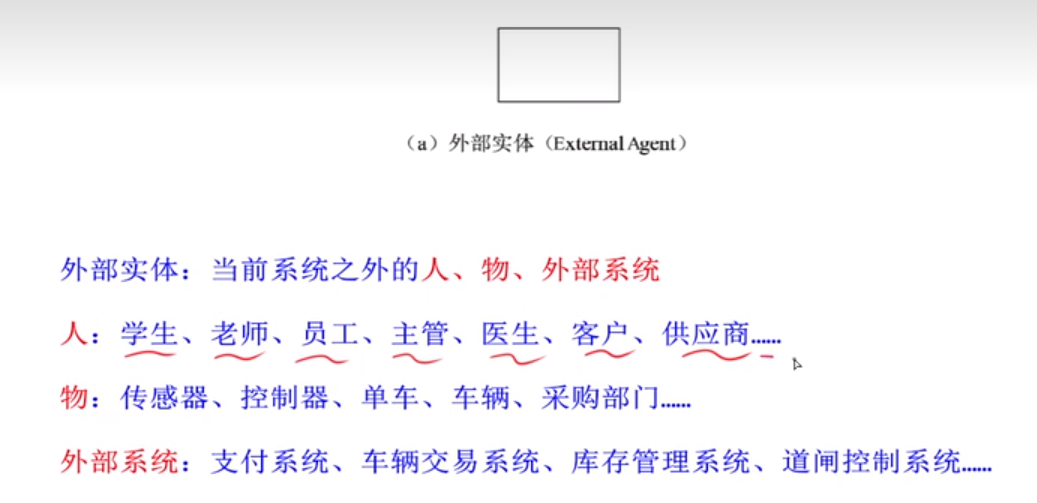 （a）外部实体（External Agent）
外部实体：当前系统之外的人、物、外部系统
人：学生、老师、员工、主管、医生、客户、供应商......
物：传感器、控制器、单车、车辆、采购部门......
外部系统：支付系统、车辆交易系统、库存管理系统、道闸控制系统......